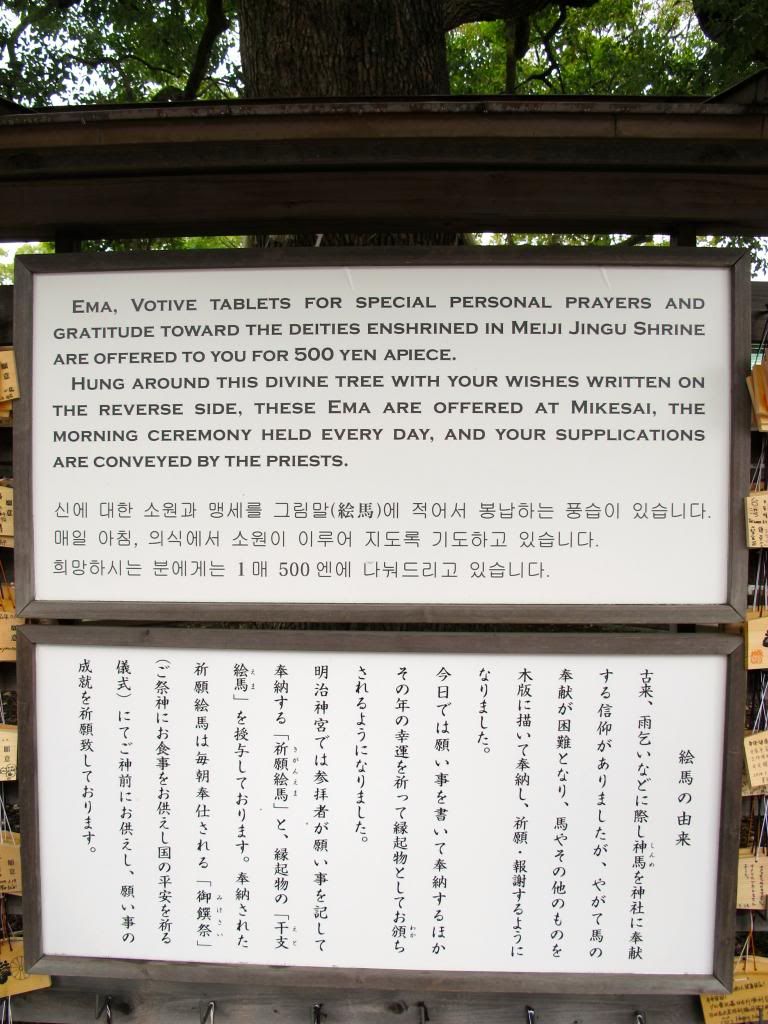 Ema, Votive tablets for special personal prayers and
gratitude toward the deities enshrined in Meiji Jingu Shrine
are offered to you for 500 yen apiece.
Hung around this divine tree with your wishes written on
the reverse side, these Ema are offered at Mikesai, the
morning ceremony held every day, and your supplications
are conveyed by the priests.
신에 대한 소원과 맹세를 그림말(絵馬)에 적어서 봉납하는 풍습이 있습니다.
매일 아침, 의식에서 소원이 이루어 지도록 기도하고 있습니다.
희망하시는 분에게는 1매 500엔에 나눠드리고 있습니다.
絵馬の由来
古来、雨乞いなどに際し神馬を神社に奉献
する信仰がありましたが、やがて馬の
奉献が困難となり、馬やその他のものを
木版に描いて奉納し、祈願・報謝するように
なりました。
今日では願い事を書いて奉納するほか
その年の幸運を祈って縁起物としてお頒ち
されるようになりました。
明治神宮では参拝者が願い事を記して
奉納する「祈願絵馬」と、縁起物の「干支
絵馬」を授与しております。奉納された
祈願絵馬は毎朝奉仕される「御饌祭」
(ご祭神にお食事をお供えし国の平安を祈る
儀式)にてご神前にお供えし、願い事の
成就を祈願致しております。